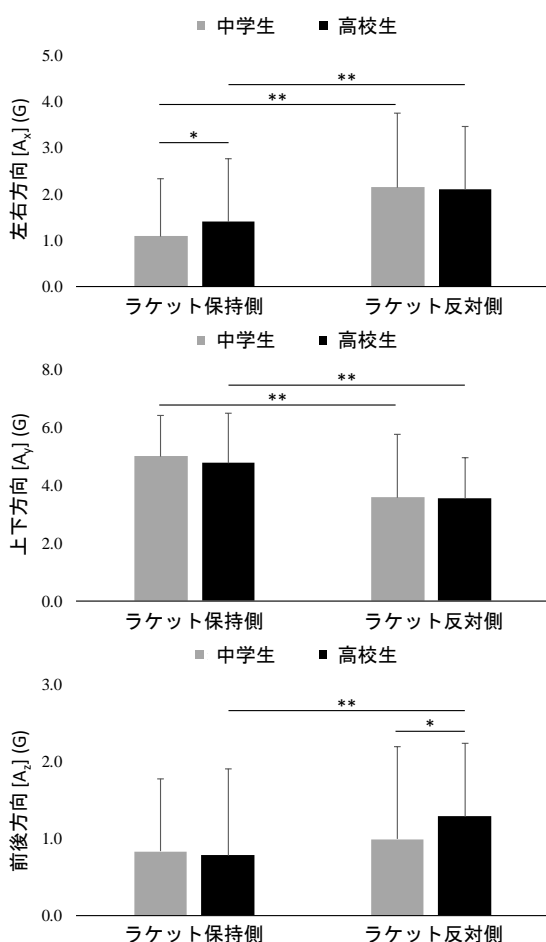 ■ 中学生 ■ 高校生
左右方向 [Ax] (G)
5.0
4.0
3.0
2.0
1.0
0.0
**
**
*
ラケット保持側 ラケット反対側
■ 中学生 ■ 高校生
上下方向 [Ay] (G)
8.0
6.0
4.0
2.0
0.0
**
**
ラケット保持側 ラケット反対側
■ 中学生 ■ 高校生
前後方向 [Az] (G)
3.0
2.0
1.0
0.0
**
*
ラケット保持側 ラケット反対側